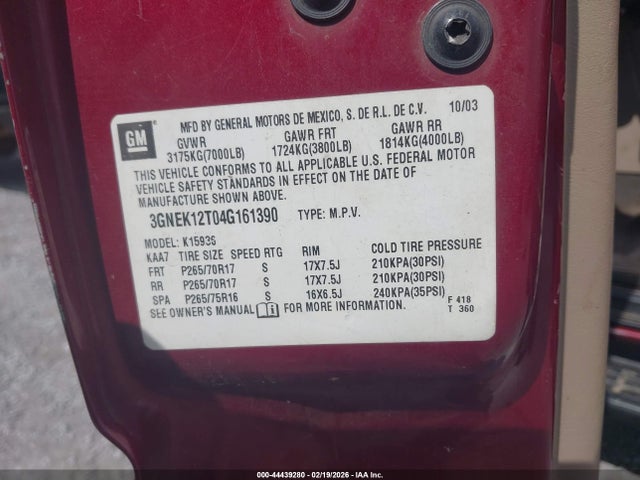 GM
MFD BY GENERAL MOTORS DE MEXICO, S. DE R.L. DE C.V. 10/03
GVWR GAWR FRT GAWR RR
3175KG(7000LB) 1724KG(3800LB) 1814KG(4000LB)
THIS VEHICLE CONFORMS TO ALL APPLICABLE U.S. FEDERAL MOTOR
VEHICLE SAFETY STANDARDS IN EFFECT ON THE DATE OF
MANUFACTURE SHOWN ABOVE.
3GNEK12T04G161390 TYPE: M.P.V.
MODEL: K15936
KAA7 TIRE SIZE SPEED RTG RIM COLD TIRE PRESSURE
FRT P265/70R17 S 17X7.5J 210KPA(30PSI)
RR P265/70R17 S 17X7.5J 210KPA(30PSI)
SPA P265/75R16 S 16X6.5J 240KPA(35PSI)
SEE OWNER'S MANUAL FOR MORE INFORMATION.
F 418
T 360
000-44439280 - 02/19/2026 - IAA Inc.